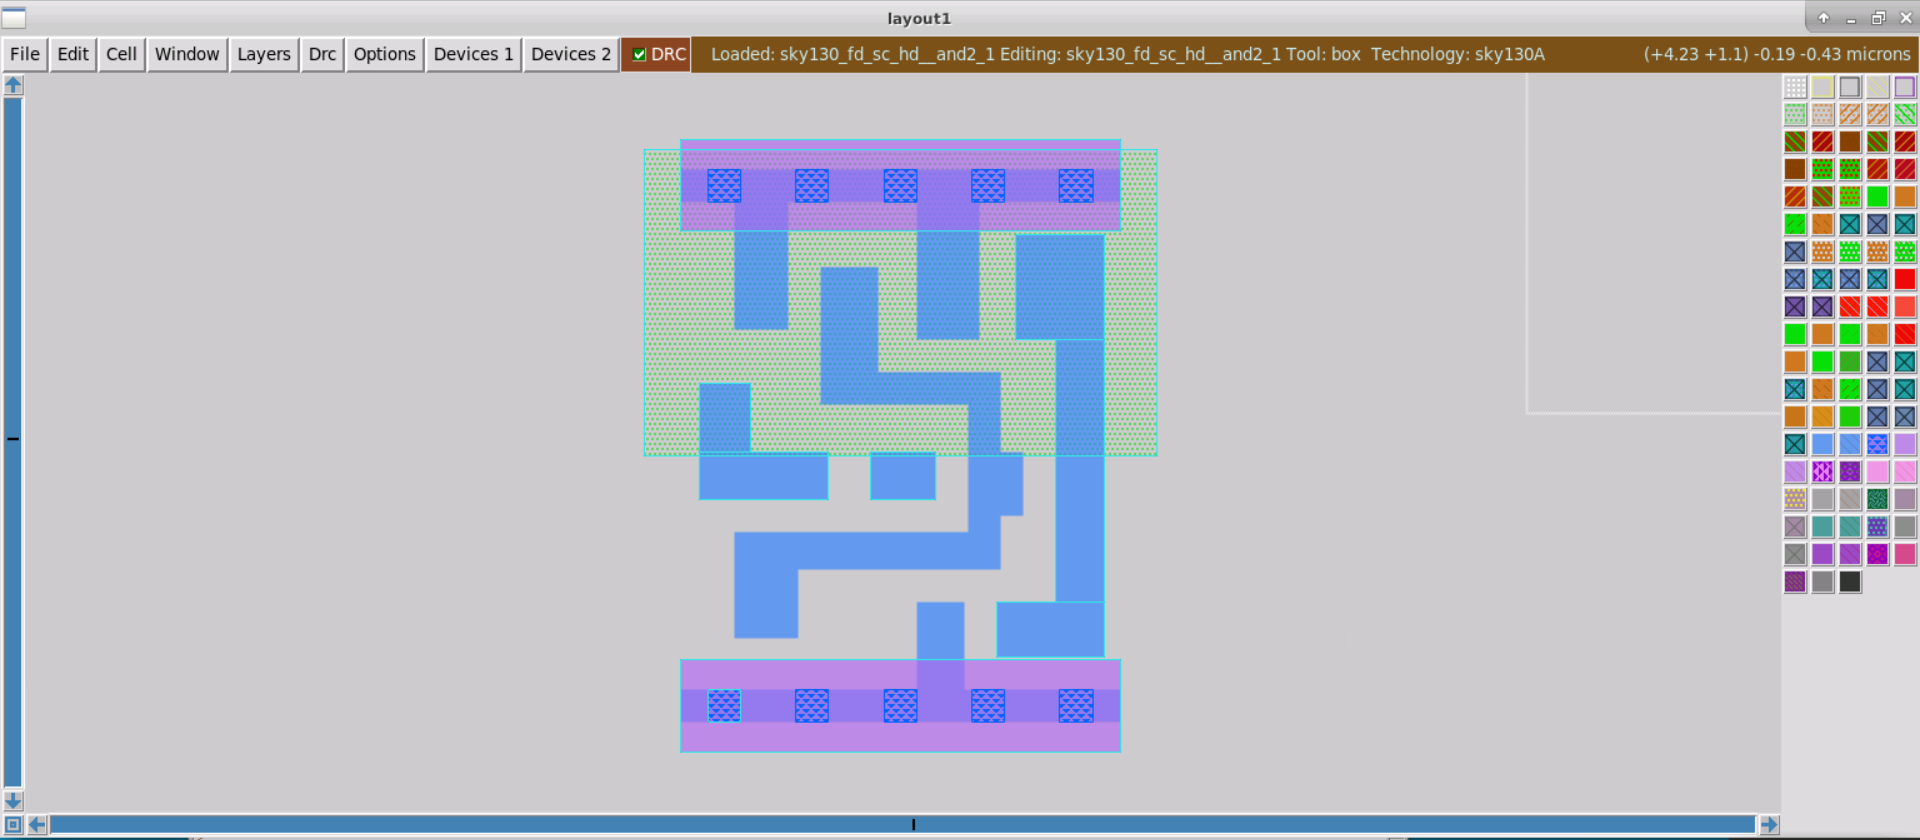 layout1
File Edit Cell Window Layers Drc Options Devices 1 Devices 2 DRC Loaded: sky130_fd_sc_hd__and2_1 Editing: sky130_fd_sc_hd__and2_1 Tool: box Technology: sky130A (+4.23 +1.1) -0.19 -0.43 microns